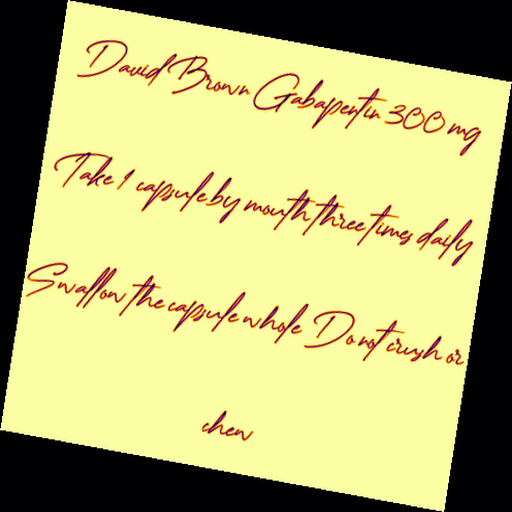 David Brown Gabapentin 300 mg
Take 1 capsule by mouth three times daily
Swallow the capsule whole Do not crush or
chew